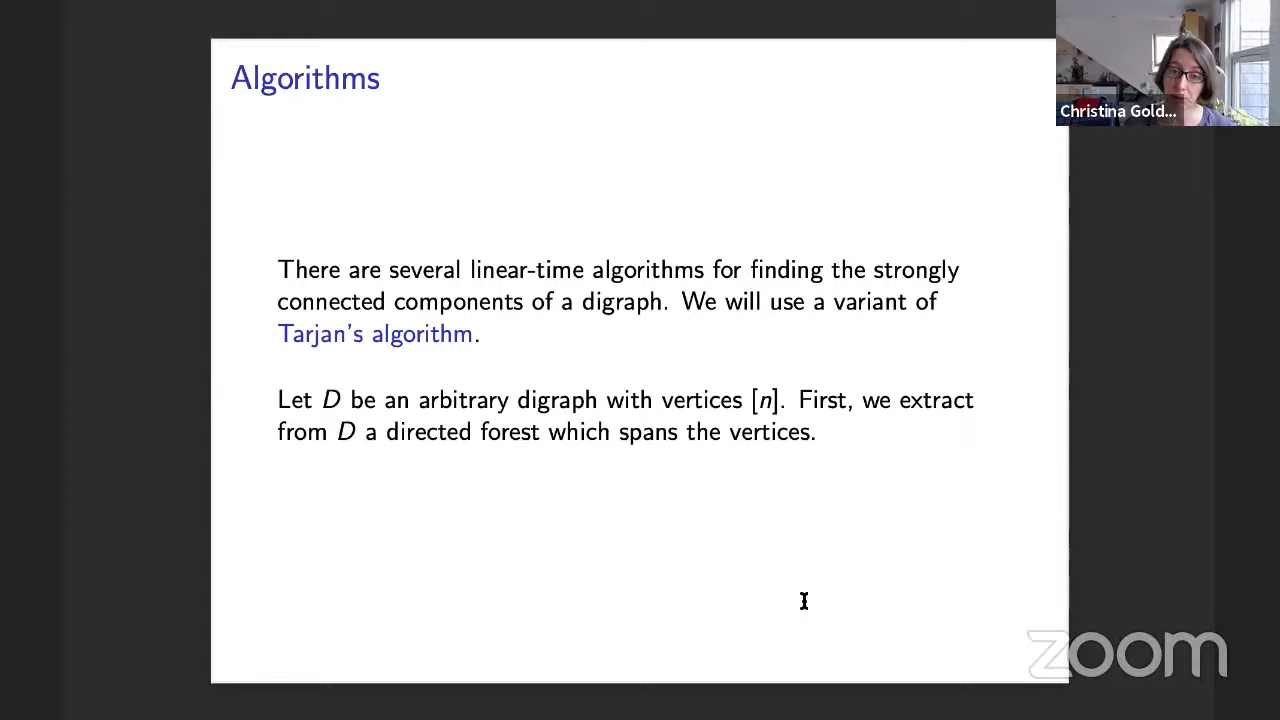 Algorithms
Christina Gold...
There are several linear-time algorithms for finding the strongly
connected components of a digraph. We will use a variant of
Tarjan's algorithm.
Let D be an arbitrary digraph with vertices [n]. First, we extract
from D a directed forest which spans the vertices.
zoom